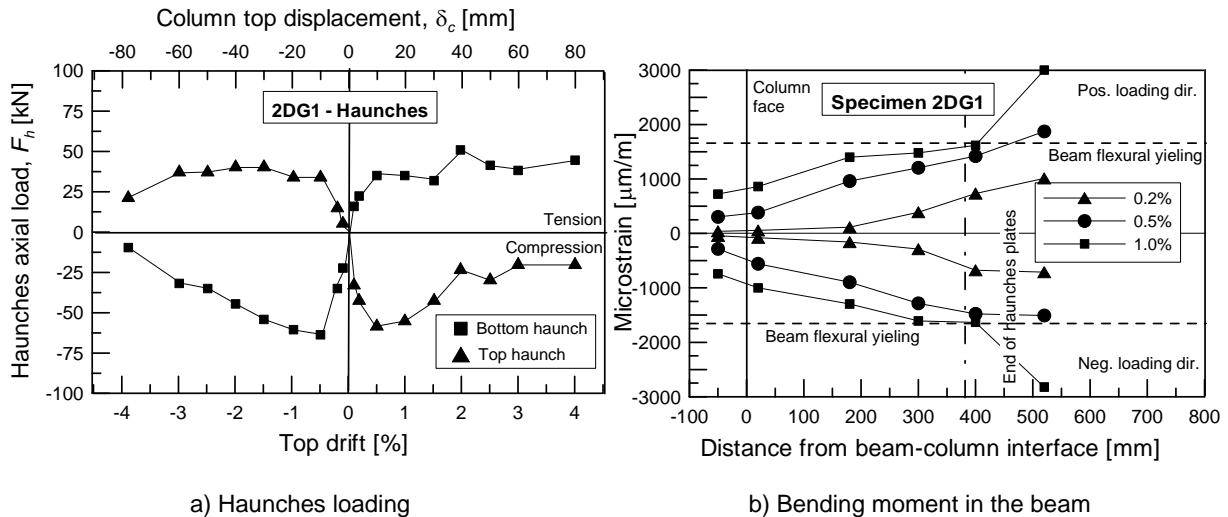 Column top displacement, δc [mm]
-80 -60 -40 -20 0 20 40 60 80
Haunches axial load, Fh [kN]
100
75
50
25
0
-25
-50
-75
-100
2DG1 - Haunches
Tension
Compression
Bottom haunch
Top haunch
-4 -3 -2 -1 0 1 2 3 4
Top drift [%]
a) Haunches loading
Microstrain [µm/m]
3000
2000
1000
0
-1000
-2000
-3000
Column
face
Specimen 2DG1
Pos. loading dir.
Beam flexural yieling
0.2%
0.5%
1.0%
End of haunches plates
Beam flexural yieling
Neg. loading dir.
-100 0 100 200 300 400 500 600 700 800
Distance from beam-column interface [mm]
b) Bending moment in the beam